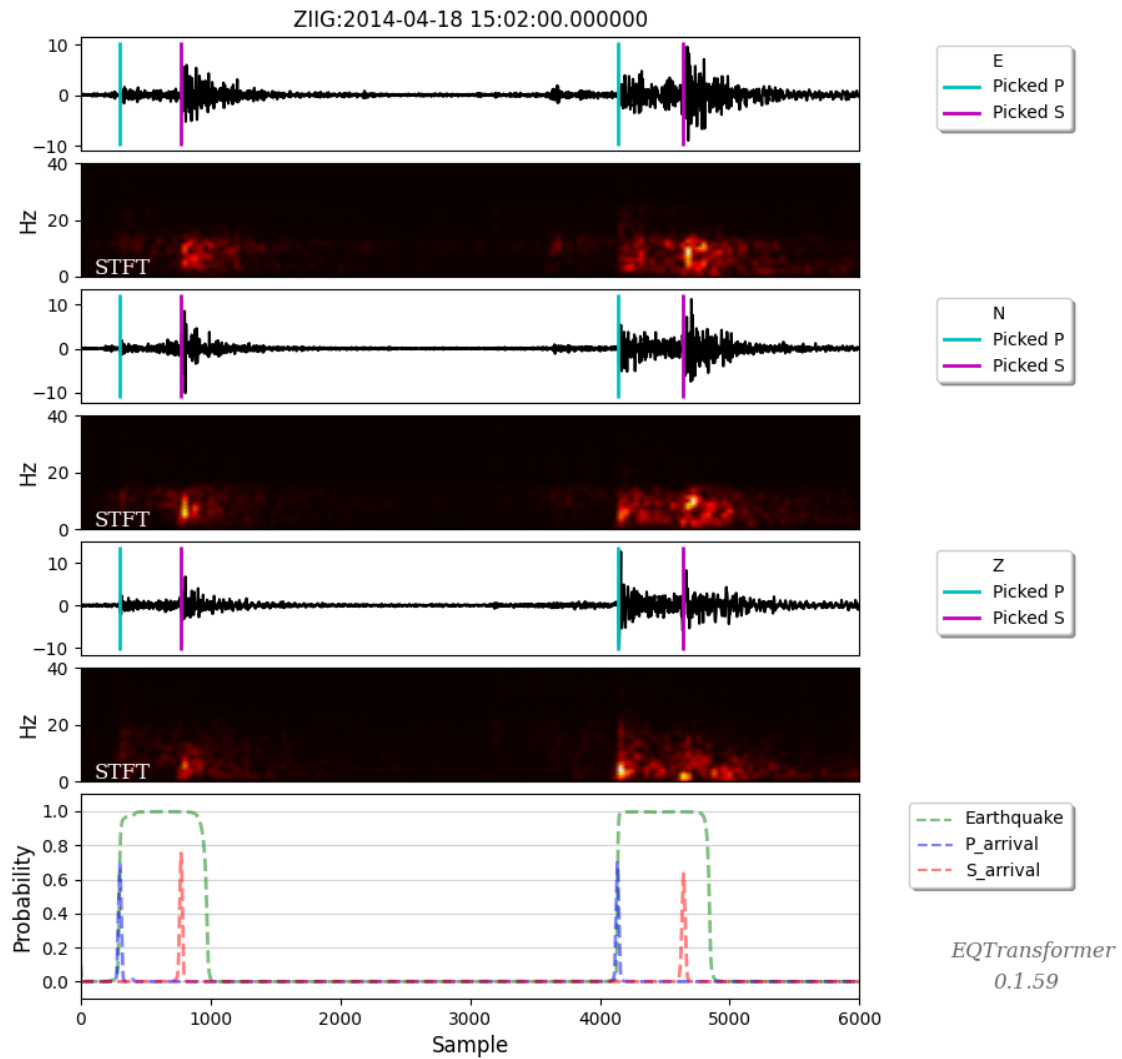 ZIIG:2014-04-18 15:02:00.000000
10
0
−10
E
Picked P
Picked S
40
20
0
Hz
STFT
10
0
−10
N
Picked P
Picked S
40
20
0
Hz
STFT
10
0
−10
Z
Picked P
Picked S
40
20
0
Hz
STFT
1.0
0.8
0.6
0.4
0.2
0.0
Probability
Earthquake
P_arrival
S_arrival
EQTransformer
0.1.59
0 1000 2000 3000 4000 5000 6000
Sample